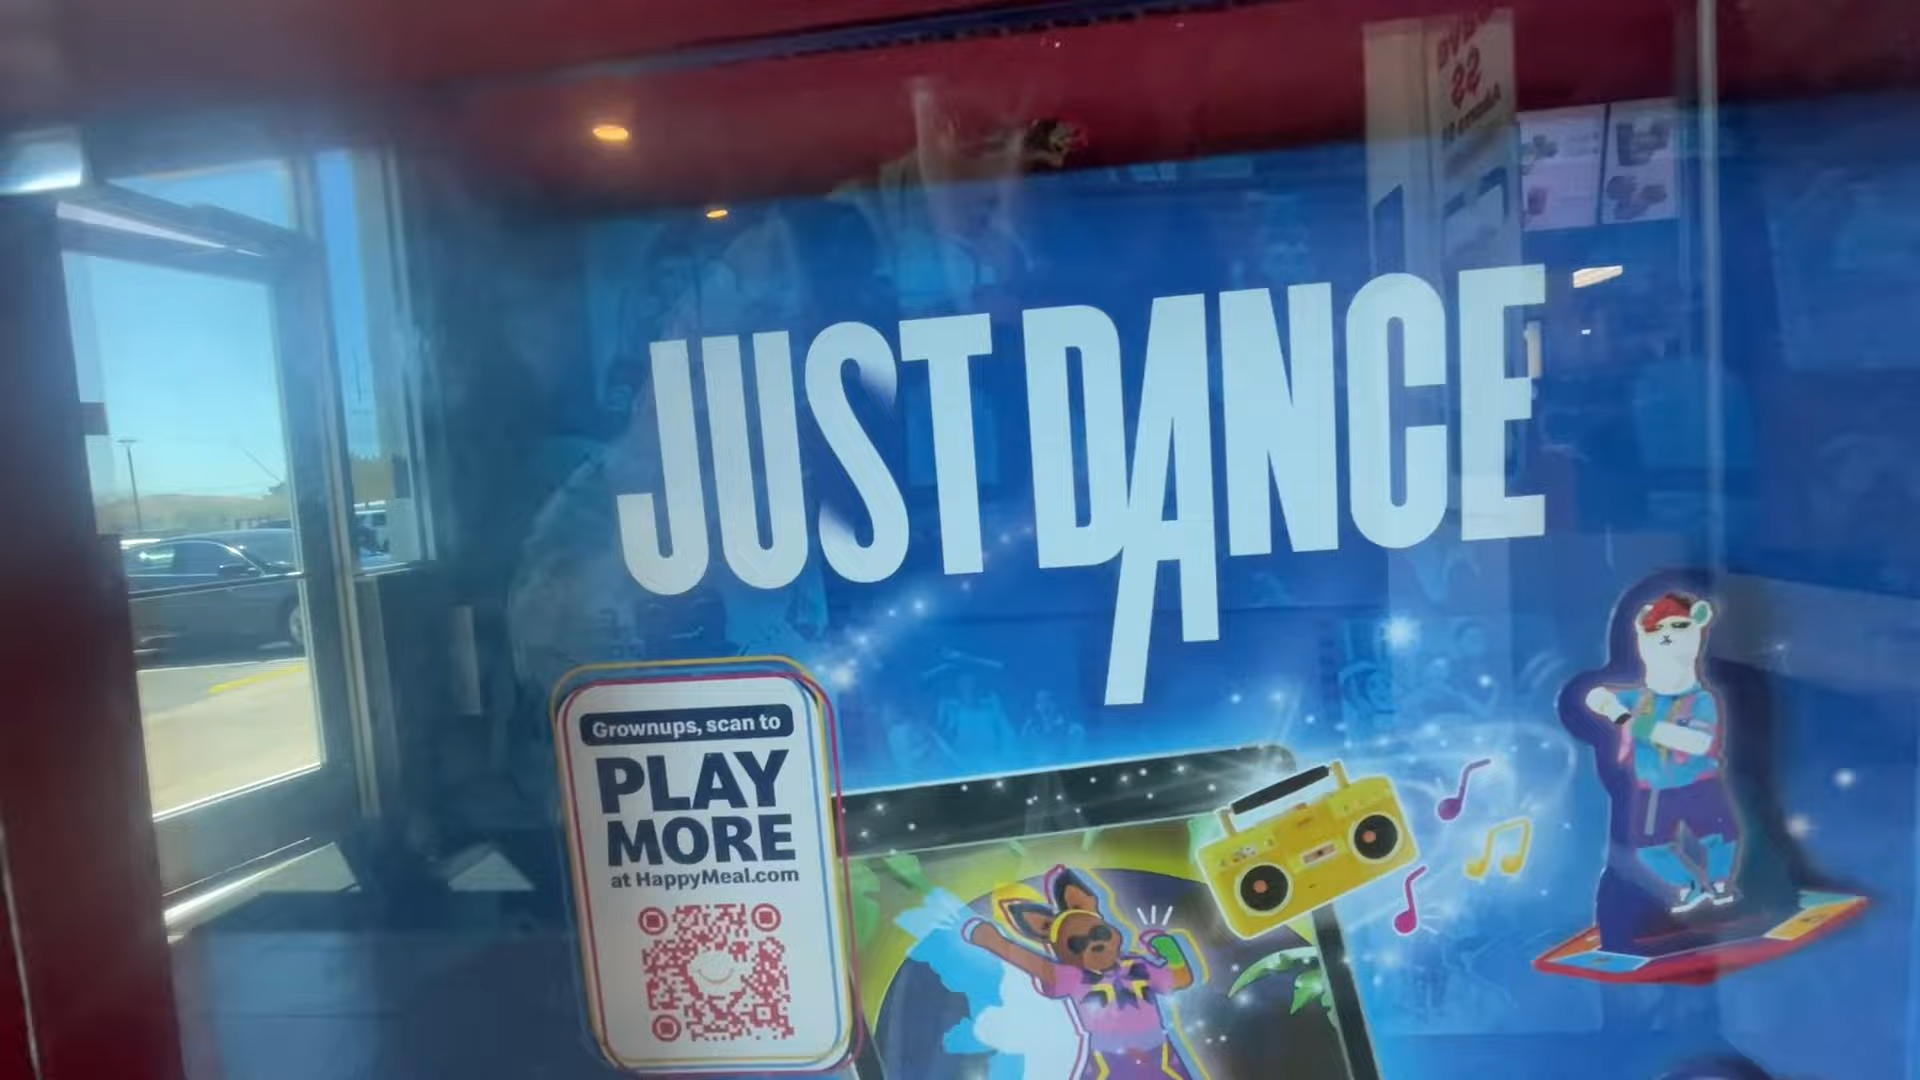 JUST DANCE
Grownups, scan to
PLAY
MORE
at HappyMeal.com